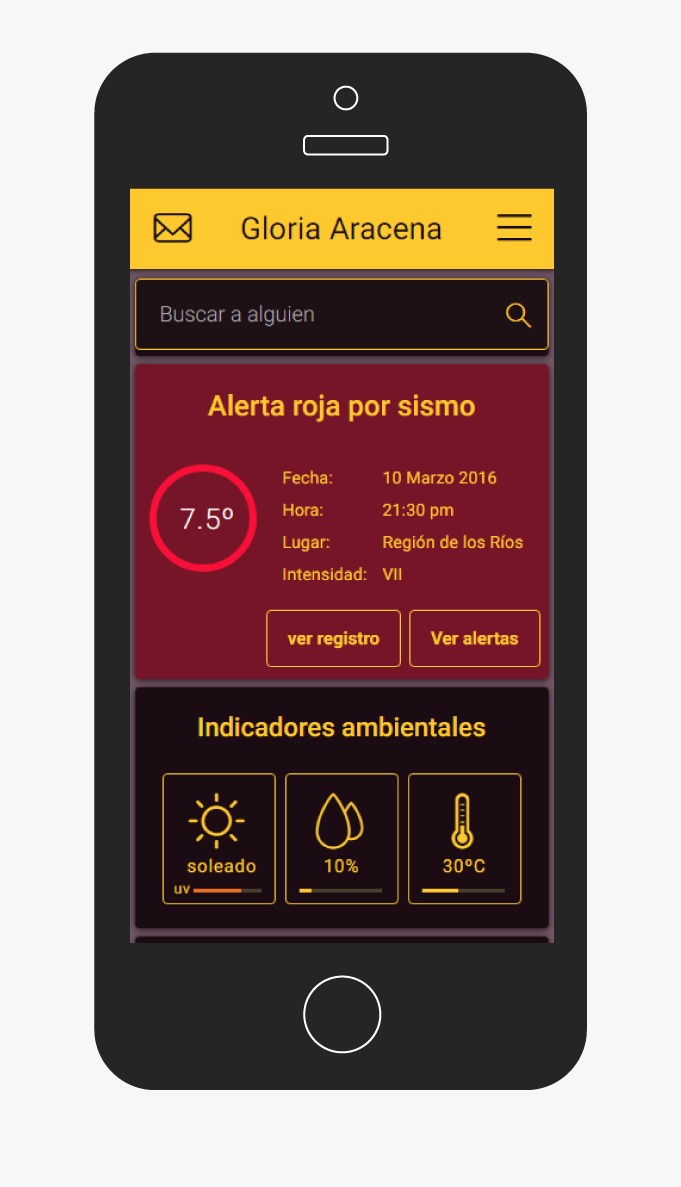 Gloria Aracena
Buscar a alguien
Alerta roja por sismo
7.5º
Fecha: 10 Marzo 2016
Hora: 21:30 pm
Lugar: Región de los Ríos
Intensidad: VII
ver registro Ver alertas
Indicadores ambientales
soleado 10% 30ºC
uv